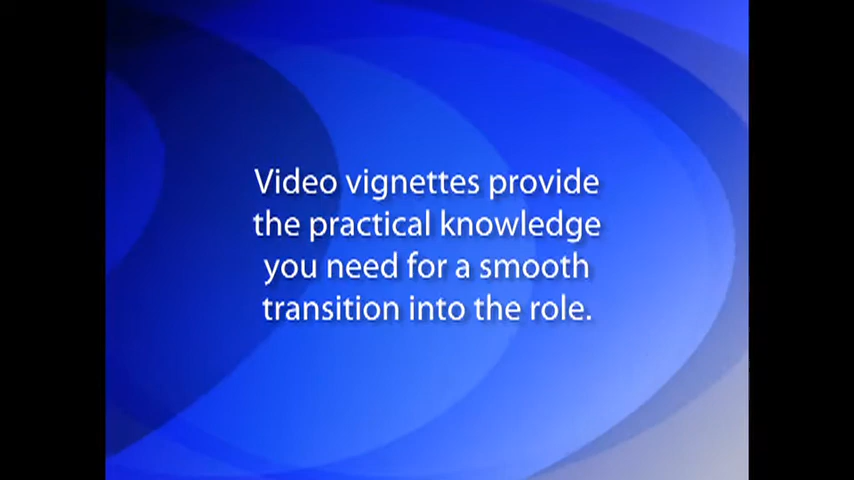 Video vignettes provide
the practical knowledge
you need for a smooth
transition into the role.